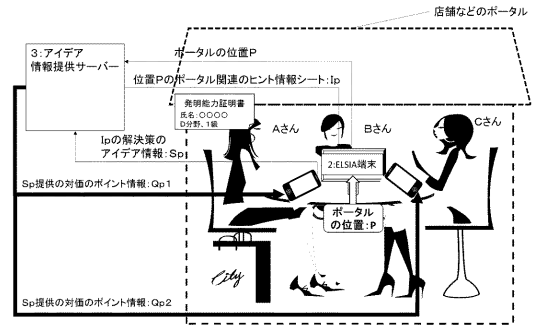 店舗などのポータル
ポータルの位置P
3:アイデア
情報提供サーバー
位置Pのポータル関連のヒント情報シート:Ip
発明能力証明書
氏名:〇〇〇〇
D分野、1級
Aさん
Bさん
Cさん
Ipの解決策の
アイデア情報:Sp
2:ELSIA端末
Sp提供の対価のポイント情報:Qp1
ポータル
の位置:P
City
Sp提供の対価のポイント情報:Qp2